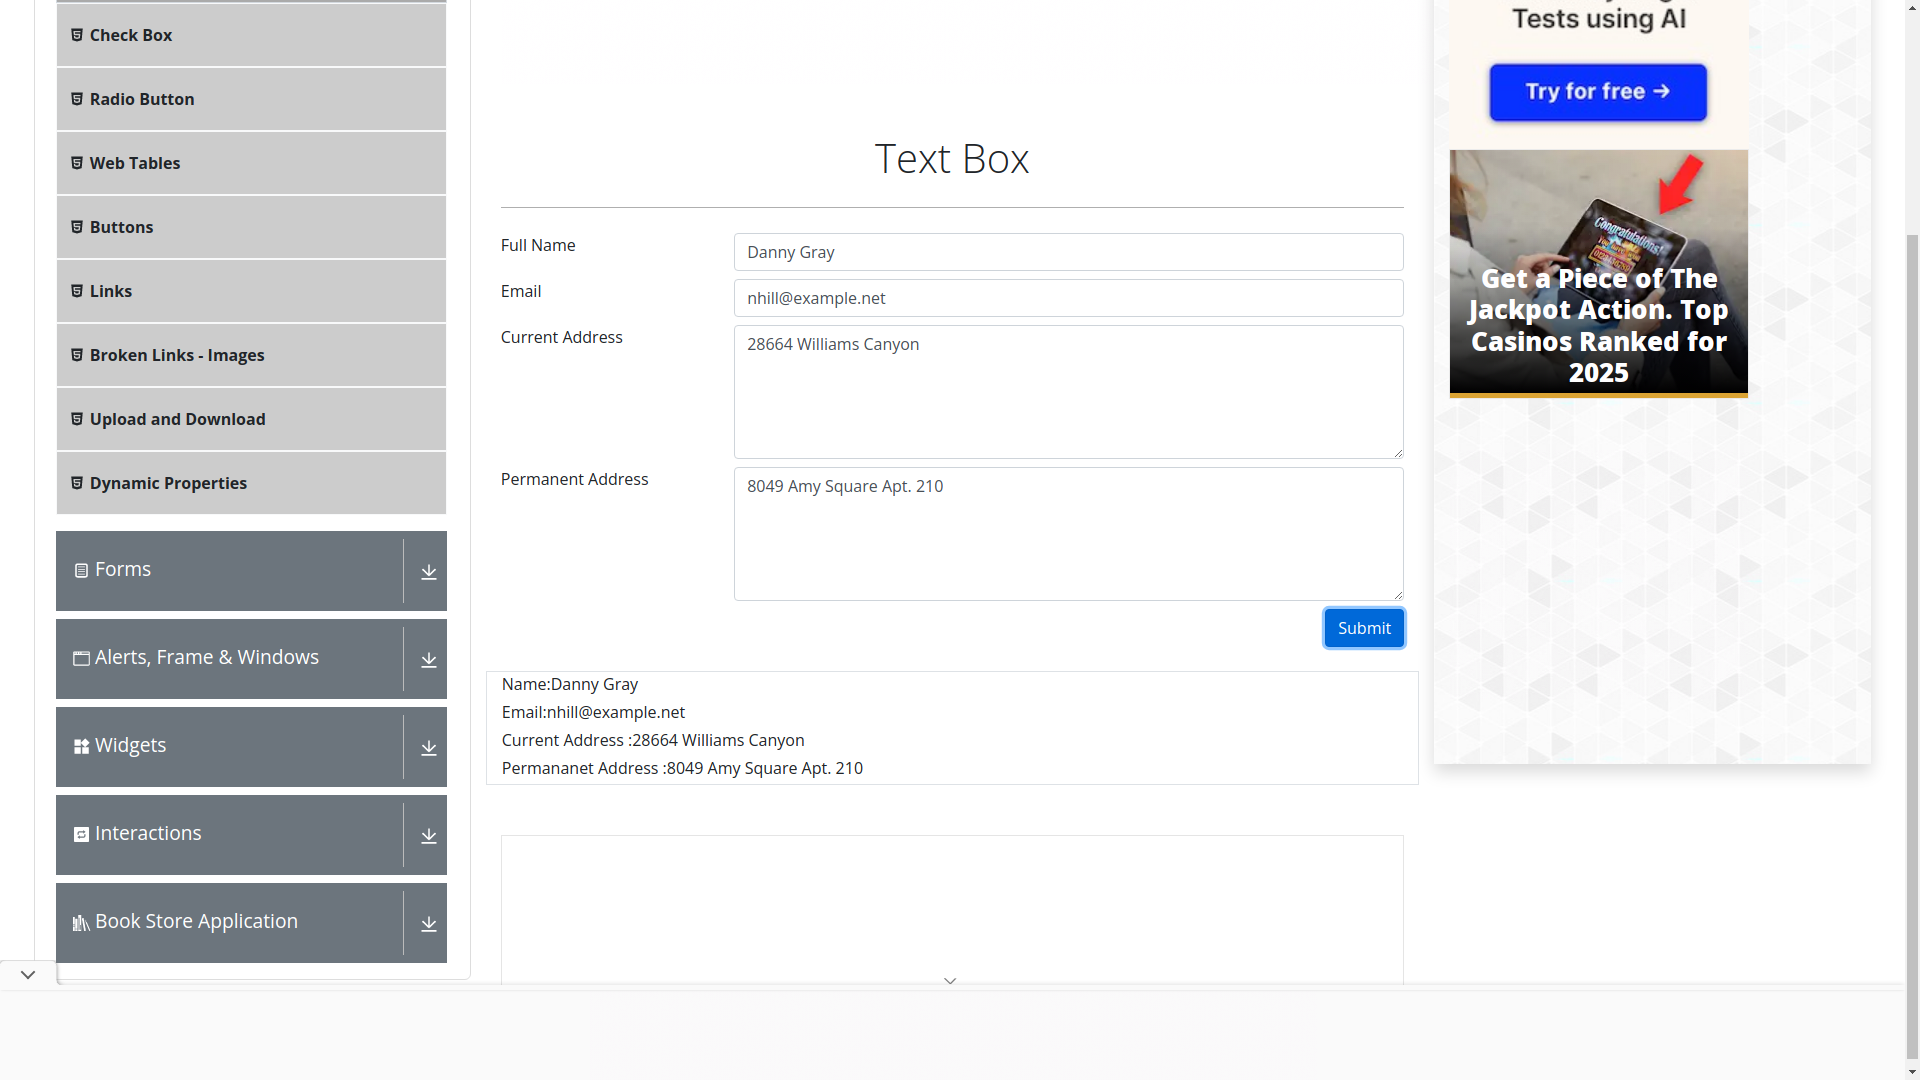 Check Box
Radio Button
Web Tables
Buttons
Links
Broken Links - Images
Upload and Download
Dynamic Properties
Forms
Alerts, Frame & Windows
Widgets
Interactions
Book Store Application
Text Box
Full Name
Danny Gray
Email
nhill@example.net
Current Address
28664 Williams Canyon
Permanent Address
8049 Amy Square Apt. 210
Submit
Name:Danny Gray
Email:nhill@example.net
Current Address :28664 Williams Canyon
Permananet Address :8049 Amy Square Apt. 210
Tests using AI
Try for free →
Congratulations!
Get a Piece of The
Jackpot Action. Top
Casinos Ranked for
2025